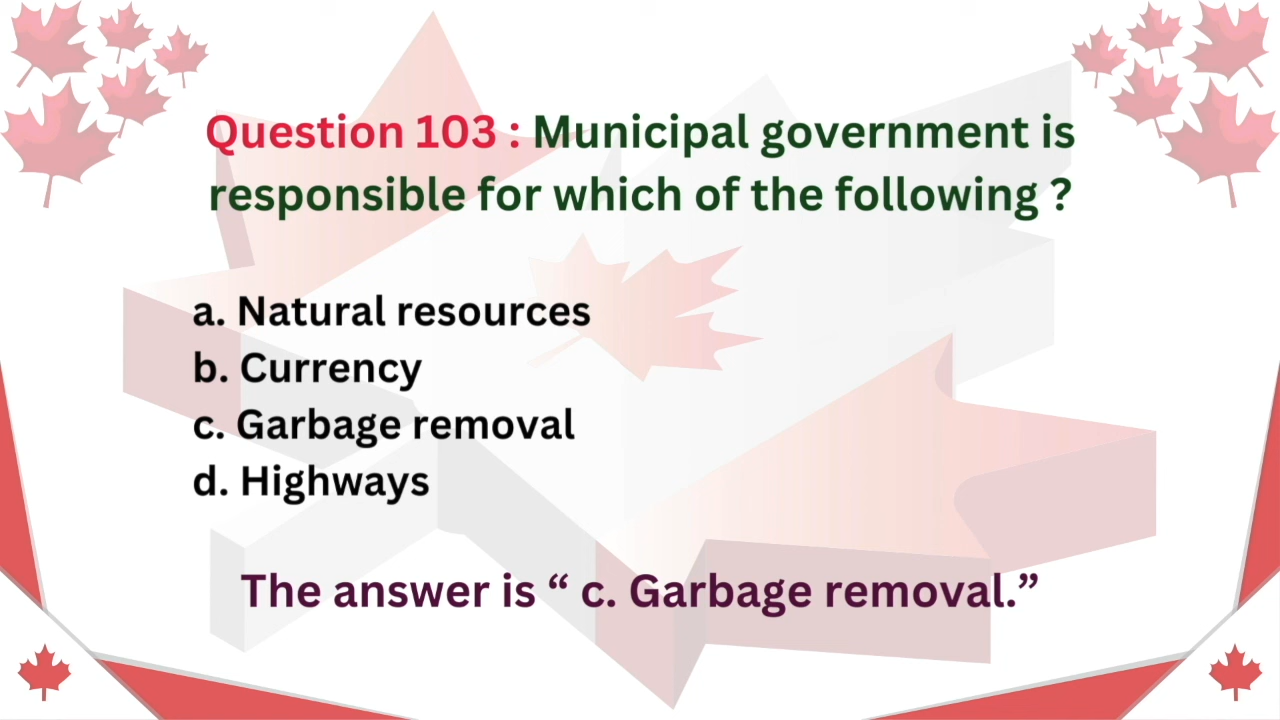 Question 103 : Municipal government is
responsible for which of the following ?
a. Natural resources
b. Currency
c. Garbage removal
d. Highways
The answer is “ c. Garbage removal.”